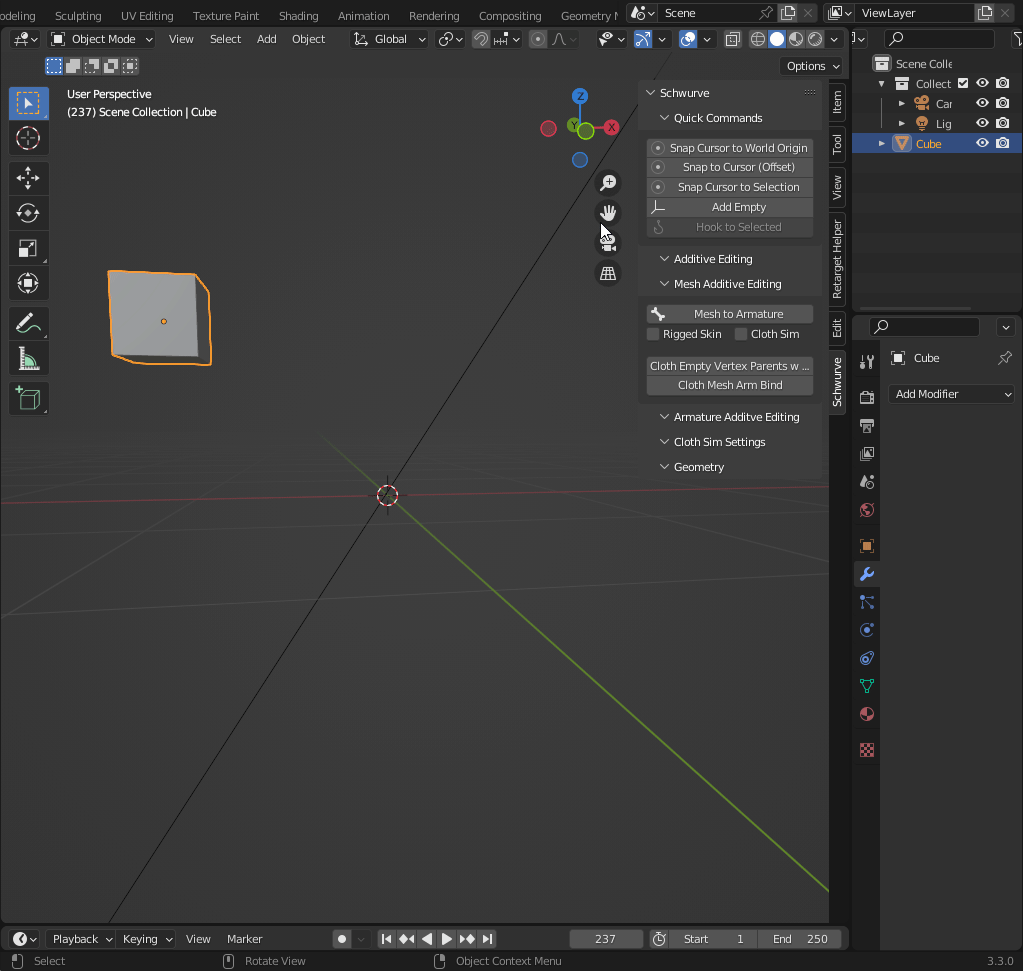 odeling Sculpting UV Editing Texture Paint Shading Animation Rendering Compositing Geometry N Scene ViewLayer
Object Mode View Select Add Object Global
Options
User Perspective
(237) Scene Collection | Cube
Z
Y
X
Schwurve
Quick Commands
Snap Cursor to World Origin
Snap to Cursor (Offset)
Snap Cursor to Selection
Add Empty
Hook to Selected
Additive Editing
Mesh Additive Editing
Mesh to Armature
Rigged Skin Cloth Sim
Cloth Empty Vertex Parents w ...
Cloth Mesh Arm Bind
Armature Additve Editing
Cloth Sim Settings
Geometry
Item
Tool
View
Retarget Helper
Edit
Schwurve
Scene Colle
Collect
Car
Lig
Cube
Cube
Add Modifier
Playback Keying View Marker 237 Start 1 End 250
Select Rotate View Object Context Menu 3.3.0